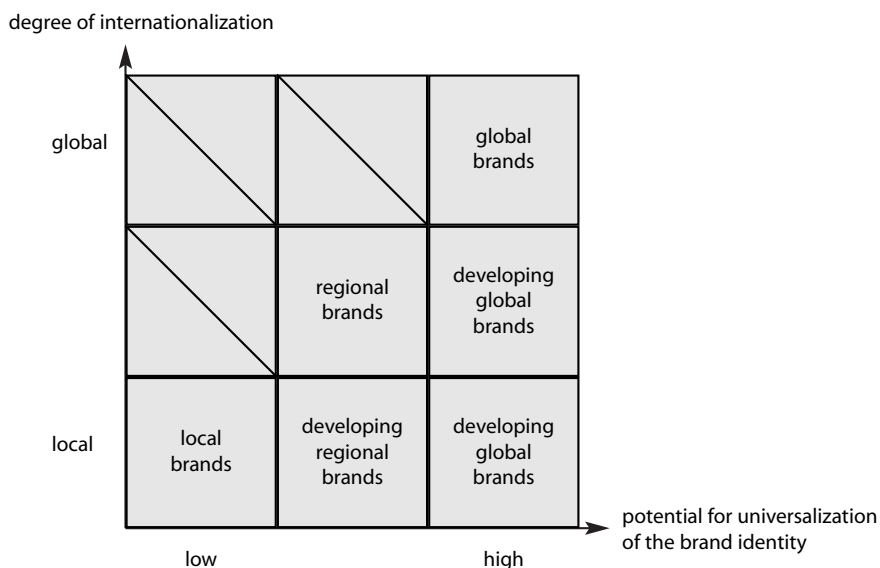 degree of internationalization
global
global
brands
regional
brands
developing
global
brands
local
local
brands
developing
regional
brands
developing
global
brands
potential for universalization
of the brand identity
low
high